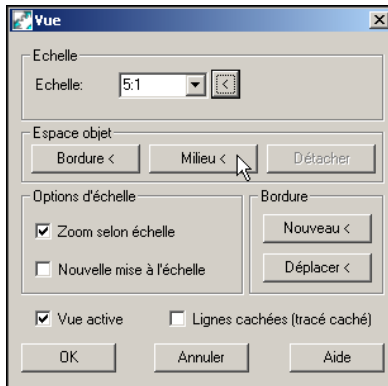 Vue
Echelle
Echelle: 5:1 <
Espace objet
Bordure < Milieu < Détacher
Options d'échelle Bordure
Zoom selon échelle Nouveau <
Nouvelle mise à l'échelle Déplacer <
Vue active Lignes cachées (tracé caché)
OK Annuler Aide